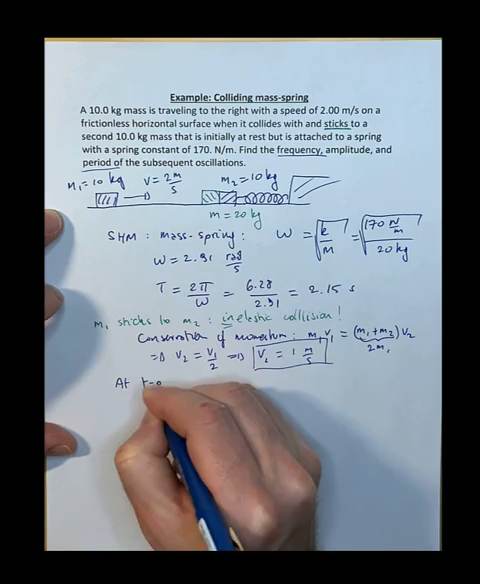 Example: Colliding mass-spring
A 10.0 kg mass is traveling to the right with a speed of 2.00 m/s on a
frictionless horizontal surface when it collides with and sticks to a
second 10.0 kg mass that is initially at rest but is attached to a spring
with a spring constant of 170. N/m. Find the frequency, amplitude, and
period of the subsequent oscillations.
m₁=10 kg v = 2 m/s m₂=10 kg
m = 20 kg
SHM : mass-spring : ω = √(k/m) = √(170 N/m / 20 kg)
ω = 2.91 rad/s
T = 2π/ω = 6.28/2.91 = 2.15 s
m₁ sticks to m₂ : inelastic collision!
Conservation of momentum: m₁v₁ = (m₁+m₂)v₂
2m₁
⇒ v₂ = v₁/2 ⇒ v₂ = 1 m/s
At t=0